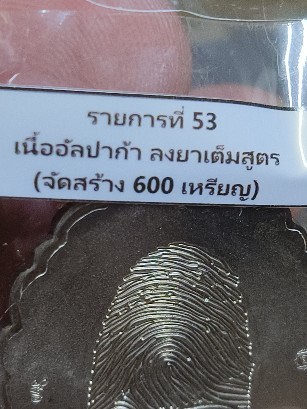 รายการที่ 53
เนื้ออัลปาก้า ลงยาเต็มสูตร
(จัดสร้าง 600 เหรียญ)